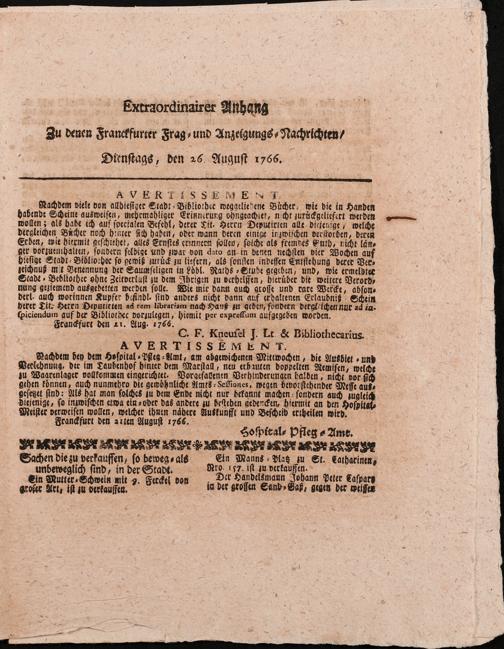 Extraordinairer Anhang
Zu denen Franckfurter Frag- und Anzeigungs-Nachrichten/
Dienstags, den 26. August 1766.
AVERTISSEMENT.
Nachdem viele von allhiesiger Stadt-Bibliothec weggeliehene Bücher, wie die in Handen
habende Scheine ausweisen, mehrmahliger Erinnerung ohngeachtet, nicht zurückgeliefert werden
wollen; als habe ich auf special en Befehl, derer Tit. Herrn Deputirten alle diejenige, welche
dergleichen Bücher noch hinter sich haben, oder wann deren einige inzwischen verstorben, deren
Erben, wie hiermit geschiehet, alles Ernstes erinnern sollen, solche als fremdes Guth, nicht län-
ger vorzuenthalten, sondern solche und zwar von dato an in denen nechsten vier Wochen auf
hiesige Stadt-Bibliothec so gewiß zurück zu liefern, als sonsten in dessen Entstehung derer Ver-
zeichnuß mit Benennung der Saumseeligen in Löbl. Raths-Stube gegeben, und, wie ermeldter
Stadt-Bibliothec ohne Zeitverlust zu dem Ihrigen zu verhelffen, hierüber die weitere Verord-
nung geziemend ausgebetten werden solle. Wie mir dann auch grosse und rare Wercke, abson-
derl. auch worinnen Kupfer befindl. sind anders nicht dann auf erhaltenen Erlaubniß-Schein
derer Tit. Herrn Deputirten ad rem librariam nach Hauß zu geben, sondern dergleichen nur ad in-
spiciendum auf der Bibliothec vorzulegen, hiermit per expressum aufgegeben worden.
Franckfurt den 21. Aug. 1766.
C. F. Kneusel J. Lt & Bibliothecarius.
AVERTISSEMENT.
Nachdem bey dem Hospital-Pfleg-Amt, am abgewichenen Mittwochen, die Ausbiet- und
Verlehnung, der im Taubenhof hinter dem Marstall, neu erbauten doppelten Remisen, welche
zu Waarenlager vollkommen eingerichtet. Vorgefallenen Verhinderungen halben, nicht vor sich
gehen können, auch nunmehro die gewöhnliche Amts-Sessiones, wegen bevorstehender Messe aus-
gesetzt sind: Als hat man solches zu dem Ende nicht nur bekannt machen, sondern auch zugleich
diejenige, so inzwischen etwa ein- oder das andere zu bestehen gedencken, hiermit an den Hospital-
Meister verweisen wollen, welcher ihnen nähere Auskunft und Bescheid ertheilen wird.
Franckfurt den 21ten August 1766.
Hospital-Pfleg-Amt.
Sachen die zu verkauffen, so beweg- als
unbeweglich sind, in der Stadt.
Ein Mutter-Schwein mit 9. Ferckel von
grosser Art, ist zu verkauffen.
Ein Manns-Platz zu St. Catharinen,
Nro. 157. ist zu verkauffen.
Der Handelsmann Johann Peter Caspary
in der grossen Sand-Gaß, gegen der weissen